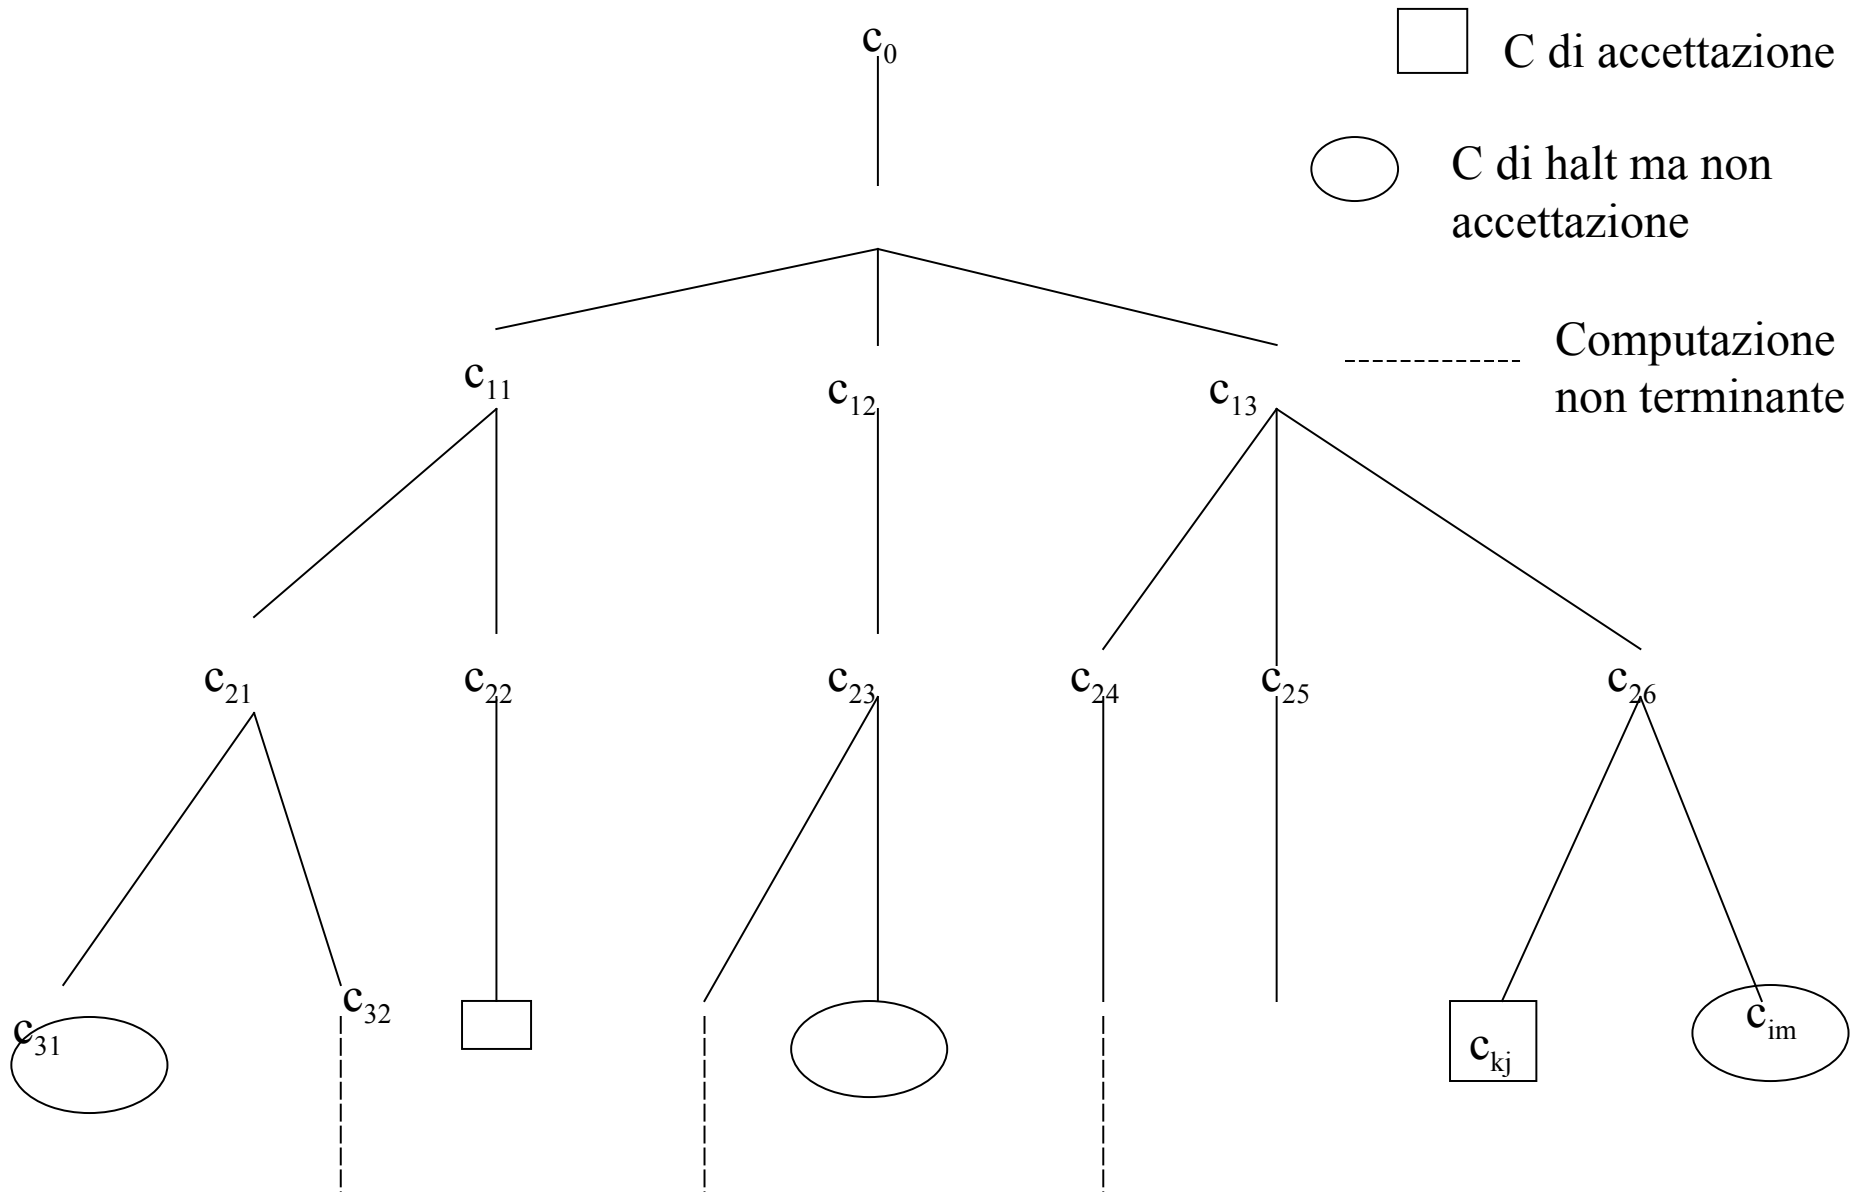 c₀
C di accettazione
C di halt ma non
accettazione
Computazione
non terminante
c₁₁
c₁₂
c₁₃
c₂₁
c₂₂
c₂₃
c₂₄
c₂₅
c₂₆
c₃₁
c₃₂
cₖⱼ
cᵢₘ